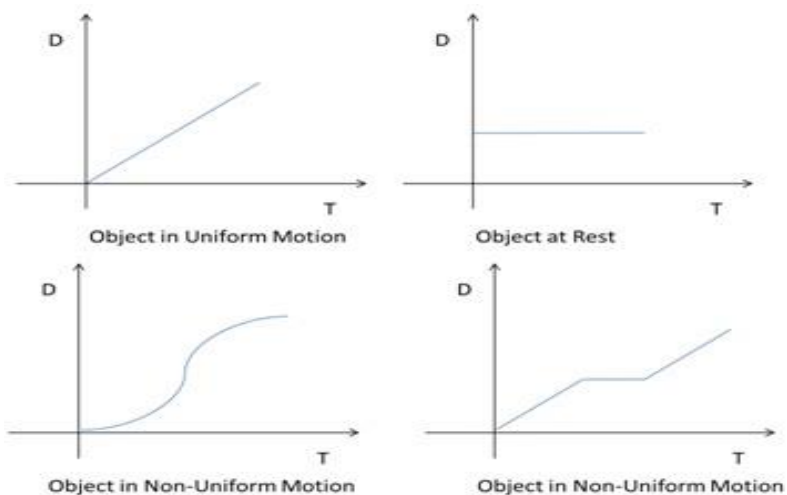 D
T
Object in Uniform Motion
D
T
Object at Rest
D
T
Object in Non-Uniform Motion
D
T
Object in Non-Uniform Motion